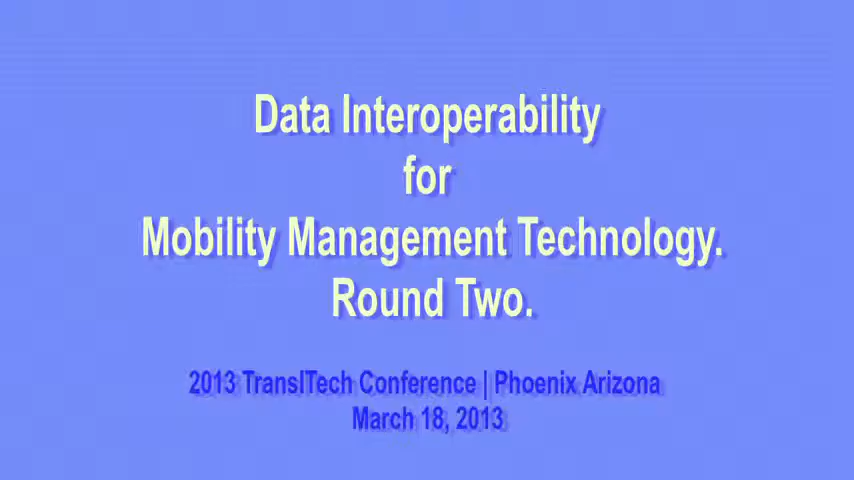 Data Interoperability
for
Mobility Management Technology.
Round Two.
2013 TransITech Conference | Phoenix Arizona
March 18, 2013